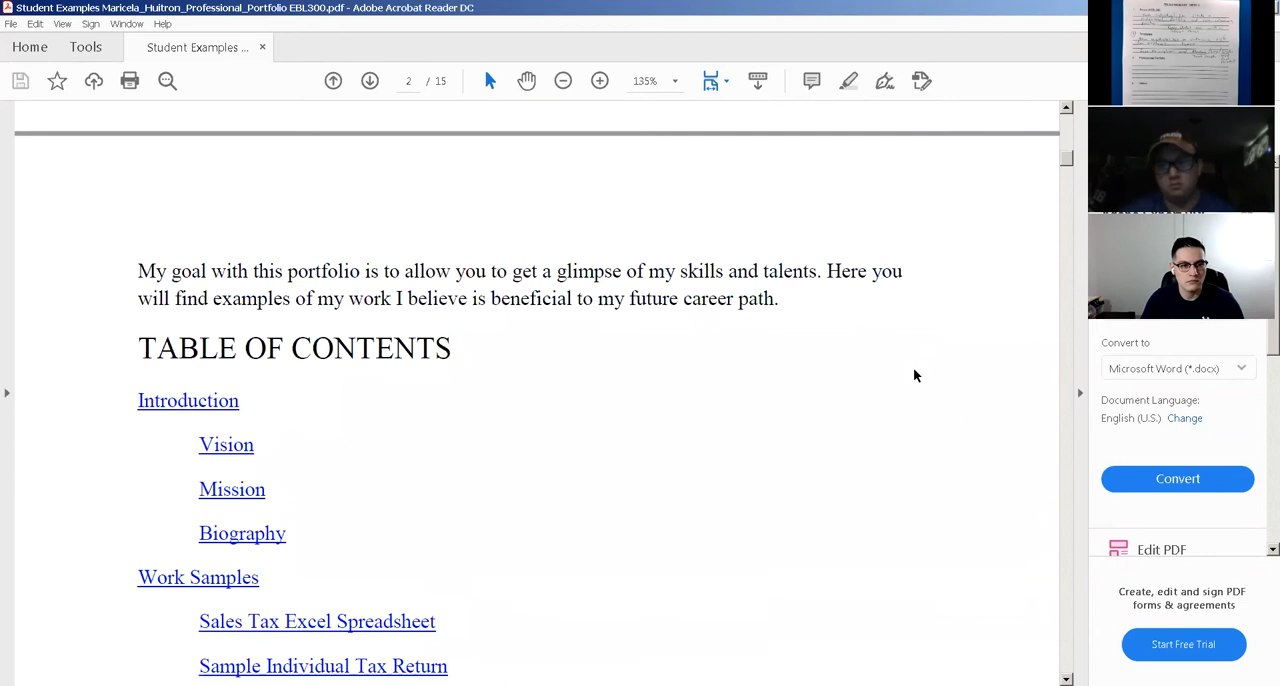 Student Examples Maricela_Huitron_Professional_Portfolio EBL300.pdf - Adobe Acrobat Reader DC
File Edit View Sign Window Help
Home Tools Student Examples ... ×
2 / 15 135%
My goal with this portfolio is to allow you to get a glimpse of my skills and talents. Here you
will find examples of my work I believe is beneficial to my future career path.
TABLE OF CONTENTS
Introduction
Vision
Mission
Biography
Work Samples
Sales Tax Excel Spreadsheet
Sample Individual Tax Return
Convert to
Microsoft Word (*.docx)
Document Language:
English (U.S.) Change
Convert
Edit PDF
Create, edit and sign PDF
forms & agreements
Start Free Trial